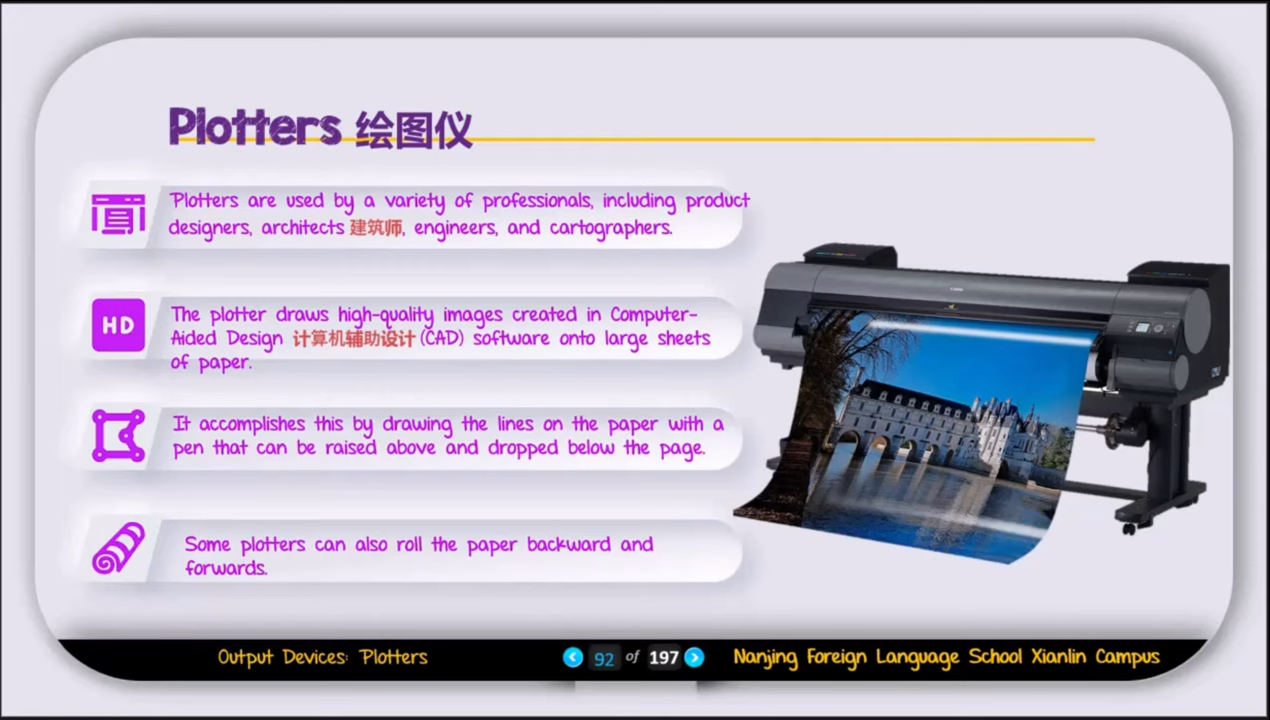 Plotters 绘图仪
Plotters are used by a variety of professionals, including product
designers, architects 建筑师, engineers, and cartographers.
HD
The plotter draws high-quality images created in Computer-
Aided Design 计算机辅助设计 (CAD) software onto large sheets
of paper.
It accomplishes this by drawing the lines on the paper with a
pen that can be raised above and dropped below the page.
Some plotters can also roll the paper backward and
forwards.
Output Devices: Plotters
92 of 197
Nanjing Foreign Language School Xianlin Campus